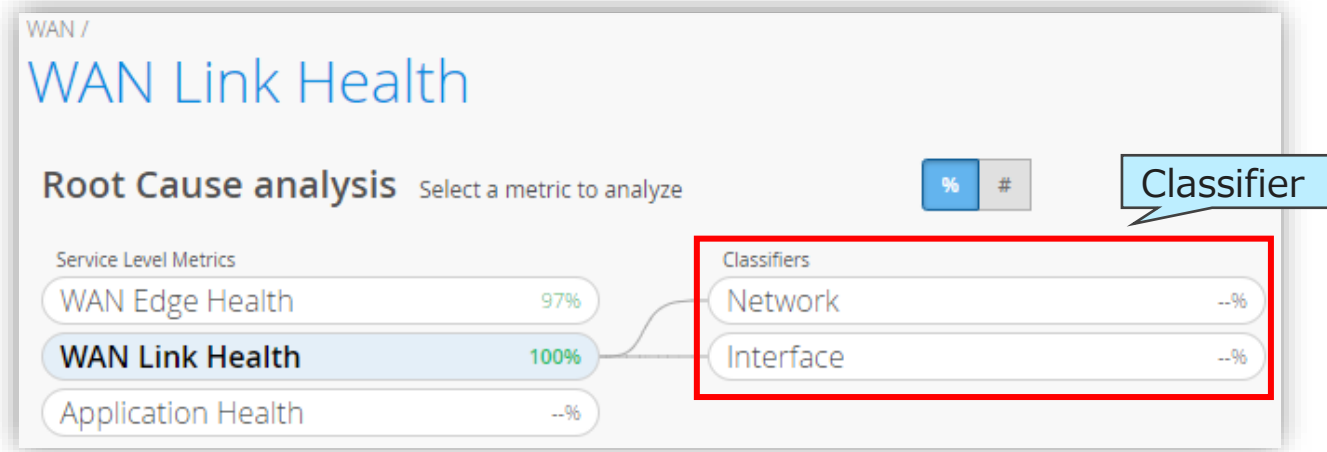 WAN /
WAN Link Health
Root Cause analysis Select a metric to analyze
% #
Classifier
Service Level Metrics
WAN Edge Health 97%
WAN Link Health 100%
Application Health --%
Classifiers
Network --%
Interface --%